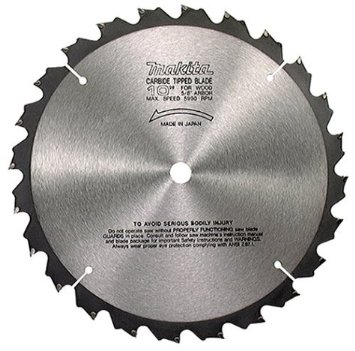 makita
CARBIDE TIPPED BLADE
10" FOR WOOD
5/8" ARBOR
MAX. SPEED 5990 RPM
MADE IN JAPAN
TO AVOID SERIOUS BODILY INJURY
Do not operate saw without PROPERLY FUNCTIONING saw blade
GUARDS in place. Consult and follow saw machine's instruction manual
and blade package for important Safety Instructions and WARNINGS.
Always wear proper eye protection complying with ANSI Z87.1.